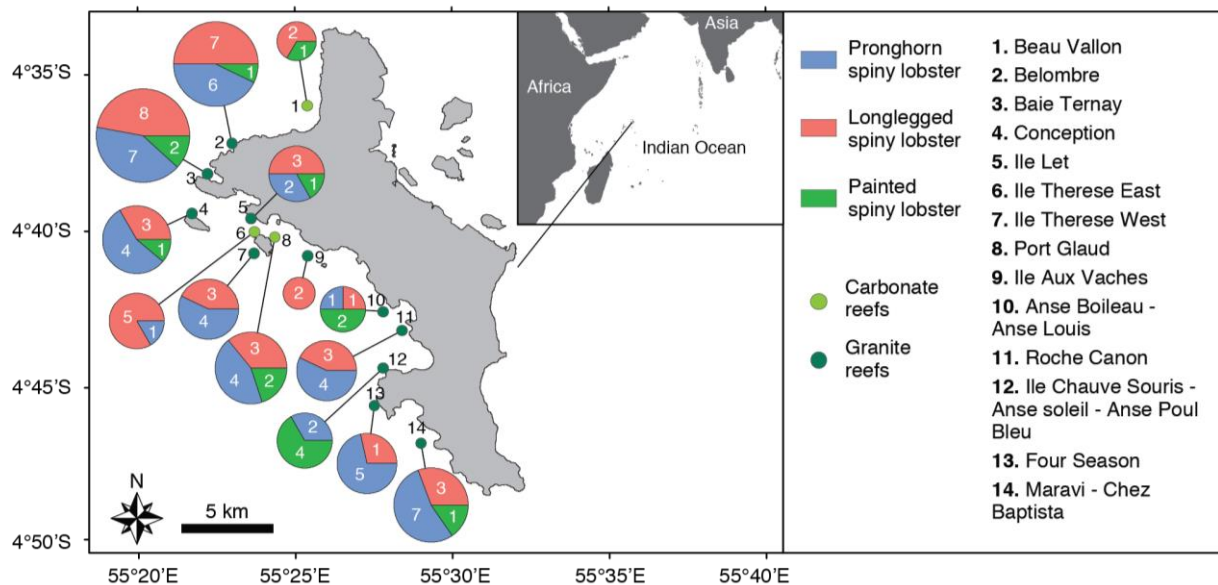 4°35'S
4°40'S
4°45'S
4°50'S
55°20'E
55°26'E
55°30'E
55°35'E
55°40'E
N
5 km
Asia
Africa
Indian Ocean
2
1
1
7
1
6
2
8
2
7
3
3
2
1
5
3
1
4
4
6
8
7
9
5
1
3
4
3
2
4
2
1
1
2
10
11
3
4
12
2
4
13
1
5
14
3
1
7
Pronghorn
spiny lobster
Longlegged
spiny lobster
Painted
spiny lobster
Carbonate
reefs
Granite
reefs
1. Beau Vallon
2. Belombre
3. Baie Ternay
4. Conception
5. Ile Let
6. Ile Therese East
7. Ile Therese West
8. Port Glaud
9. Ile Aux Vaches
10. Anse Boileau -
Anse Louis
11. Roche Canon
12. Ile Chauve Souris -
Anse soleil - Anse Poul
Bleu
13. Four Season
14. Maravi - Chez
Baptista